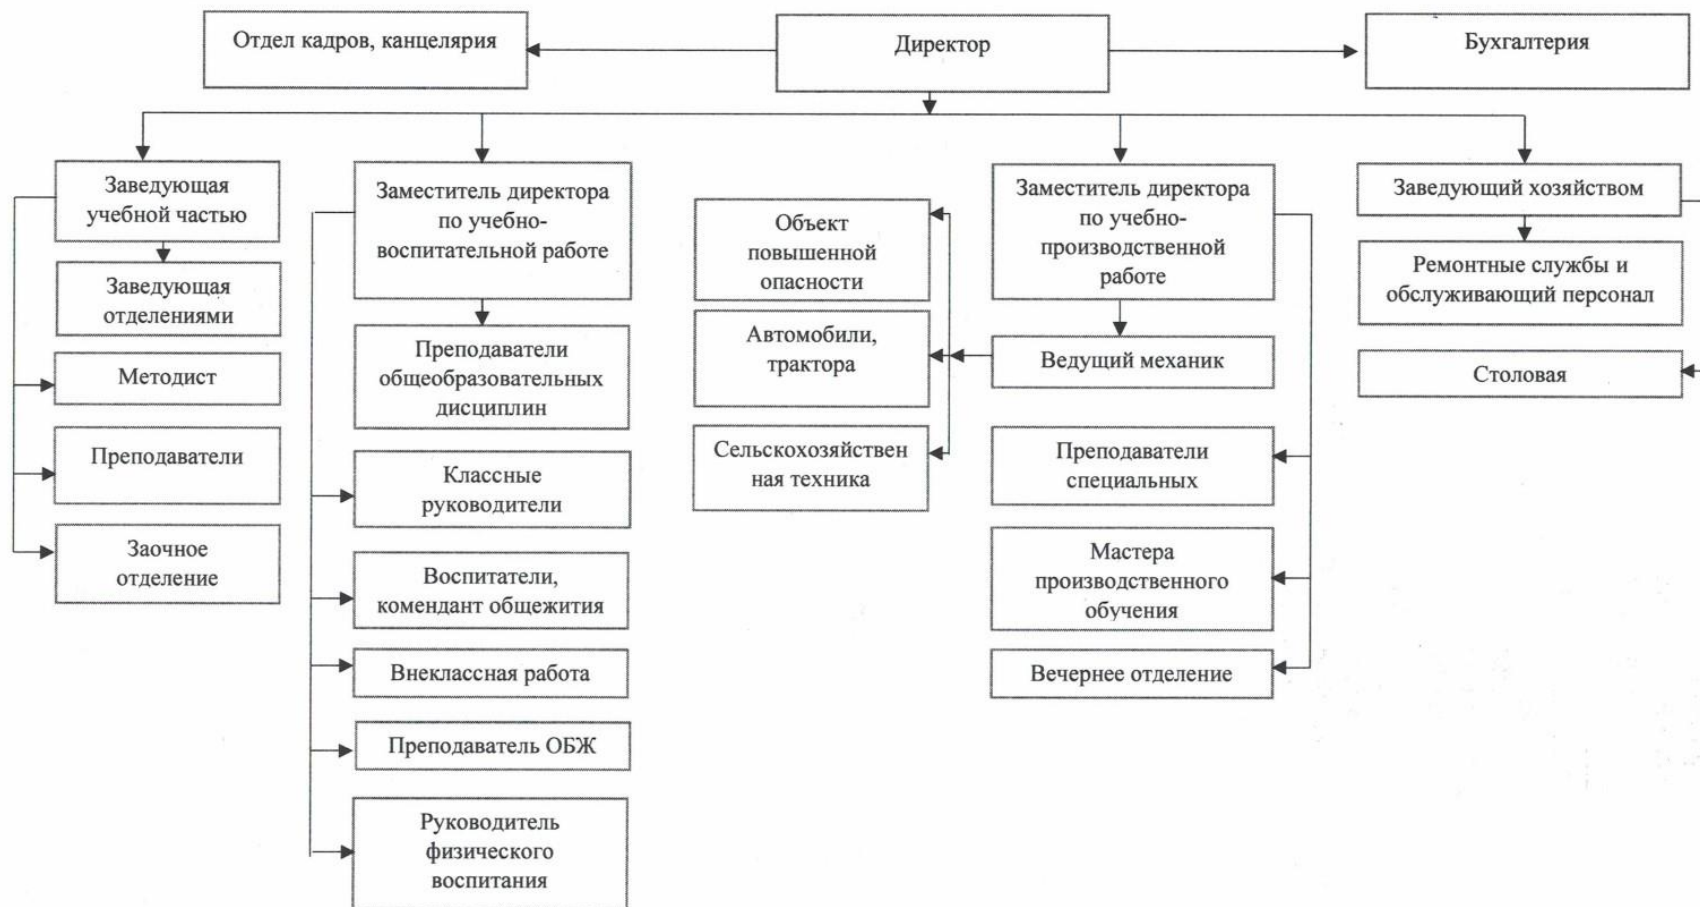 Отдел кадров, канцелярия
Директор
Бухгалтерия
Заведующая
учебной частью
Заведующая
отделениями
Методист
Преподаватели
Заочное
отделение
Заместитель директора
по учебно-
воспитательной работе
Преподаватели
общеобразовательных
дисциплин
Классные
руководители
Воспитатели,
комендант общежития
Внеклассная работа
Преподаватель ОБЖ
Руководитель
физического
воспитания
Объект
повышенной
опасности
Автомобили,
трактора
Сельскохозяйствен
ная техника
Заместитель директора
по учебно-
производственной
работе
Ведущий механик
Преподаватели
специальных
Мастера
производственного
обучения
Вечернее отделение
Заведующий хозяйством
Ремонтные службы и
обслуживающий персонал
Столовая